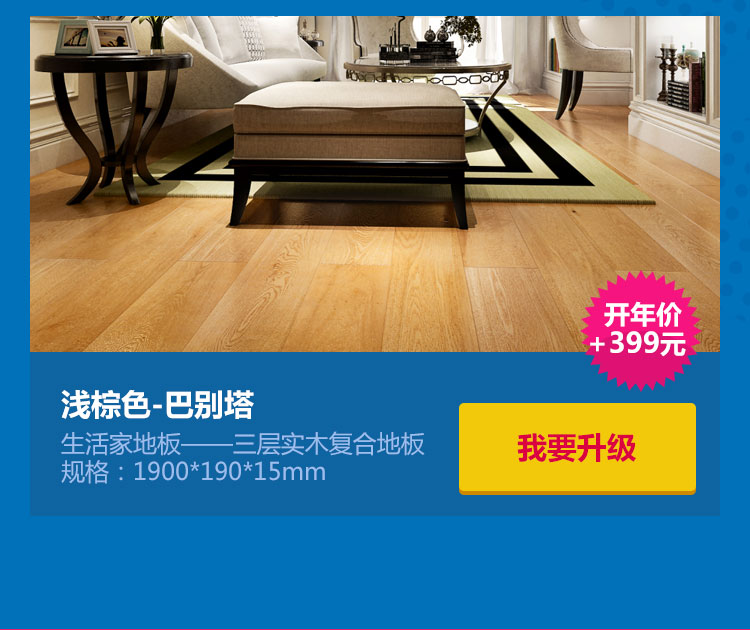 开年价
+399元
浅棕色-巴别塔
生活家地板——三层实木复合地板
规格：1900*190*15mm
我要升级